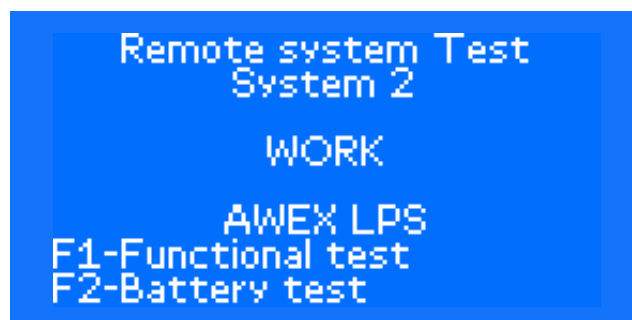 Remote system Test
System 2
WORK
AWEX LPS
F1-Functional test
F2-Battery test